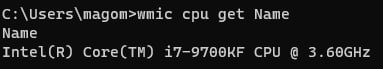 C:\Users\magom>wmic cpu get Name
Name
Intel(R) Core(TM) i7-9700KF CPU @ 3.60GHz